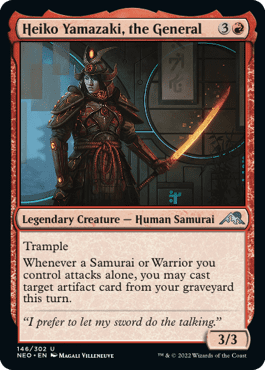 Heiko Yamazaki, the General 3
Legendary Creature — Human Samurai
Trample
Whenever a Samurai or Warrior you
control attacks alone, you may cast
target artifact card from your graveyard
this turn.
“I prefer to let my sword do the talking.”
3/3
146/302 U
NEO • EN MAGALI VILLENEUVE
™ & © 2022 Wizards of the Coast